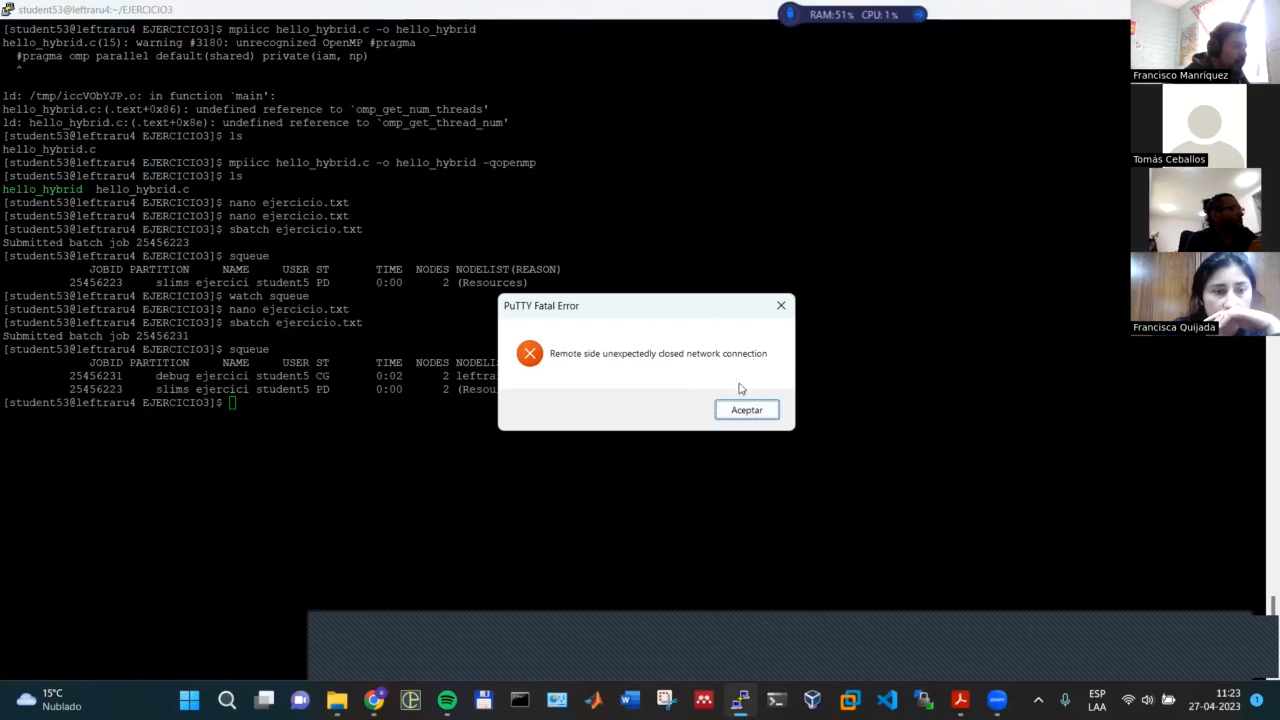 student53@leftraru4:~/EJERCICIO3
RAM:51% CPU:1%
[student53@leftraru4 EJERCICIO3]$ mpiicc hello_hybrid.c -o hello_hybrid
hello_hybrid.c(15): warning #3180: unrecognized OpenMP #pragma
#pragma omp parallel default(shared) private(iam, np)
^
ld: /tmp/iccVObYJP.o: in function `main':
hello_hybrid.c:(.text+0x86): undefined reference to `omp_get_num_threads'
ld: hello_hybrid.c:(.text+0x8e): undefined reference to `omp_get_thread_num'
[student53@leftraru4 EJERCICIO3]$ ls
hello_hybrid.c
[student53@leftraru4 EJERCICIO3]$ mpiicc hello_hybrid.c -o hello_hybrid -qopenmp
[student53@leftraru4 EJERCICIO3]$ ls
hello_hybrid hello_hybrid.c
[student53@leftraru4 EJERCICIO3]$ nano ejercicio.txt
[student53@leftraru4 EJERCICIO3]$ nano ejercicio.txt
[student53@leftraru4 EJERCICIO3]$ sbatch ejercicio.txt
Submitted batch job 25456223
[student53@leftraru4 EJERCICIO3]$ squeue
JOBID PARTITION NAME USER ST TIME NODES NODELIST(REASON)
25456223 slims ejercici student5 PD 0:00 2 (Resources)
[student53@leftraru4 EJERCICIO3]$ watch squeue
[student53@leftraru4 EJERCICIO3]$ nano ejercicio.txt
[student53@leftraru4 EJERCICIO3]$ sbatch ejercicio.txt
Submitted batch job 25456231
[student53@leftraru4 EJERCICIO3]$ squeue
JOBID PARTITION NAME USER ST TIME NODES NODELI
25456231 debug ejercici student5 CG 0:02 2 leftra
25456223 slims ejercici student5 PD 0:00 2 (Resou
[student53@leftraru4 EJERCICIO3]$
PuTTY Fatal Error
Remote side unexpectedly closed network connection
Aceptar
Francisco Manríquez
Tomás Ceballos
Francisca Quijada
15°C
Nublado
ESP
LAA
11:23
27-04-2023